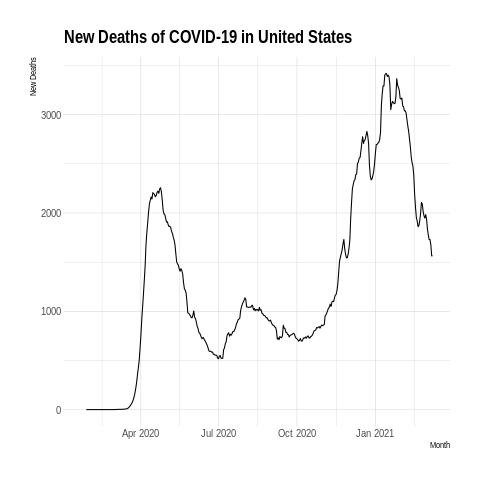 New Deaths of COVID-19 in United States
New Deaths
3000
2000
1000
0
Apr 2020 Jul 2020 Oct 2020 Jan 2021
Month